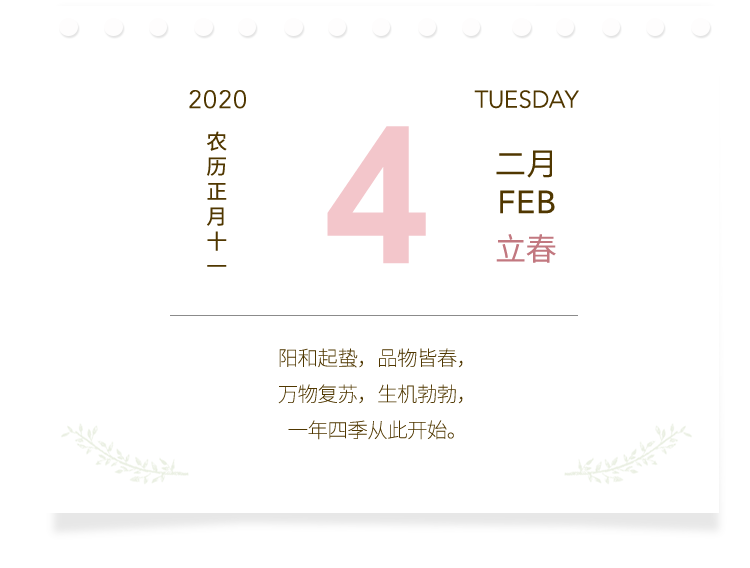 2020
农历正月十一
4
TUESDAY
二月
FEB
立春
阳和起蛰，品物皆春，
万物复苏，生机勃勃，
一年四季从此开始。